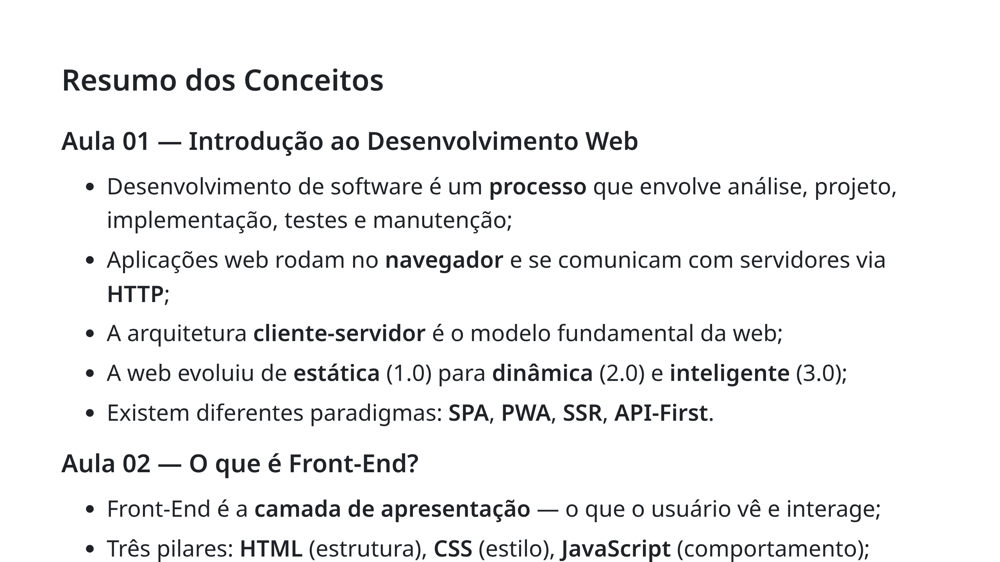 Resumo dos Conceitos
Aula 01 — Introdução ao Desenvolvimento Web
• Desenvolvimento de software é um processo que envolve análise, projeto,
implementação, testes e manutenção;
• Aplicações web rodam no navegador e se comunicam com servidores via
HTTP;
• A arquitetura cliente-servidor é o modelo fundamental da web;
• A web evoluiu de estática (1.0) para dinâmica (2.0) e inteligente (3.0);
• Existem diferentes paradigmas: SPA, PWA, SSR, API-First.
Aula 02 — O que é Front-End?
• Front-End é a camada de apresentação — o que o usuário vê e interage;
• Três pilares: HTML (estrutura), CSS (estilo), JavaScript (comportamento);